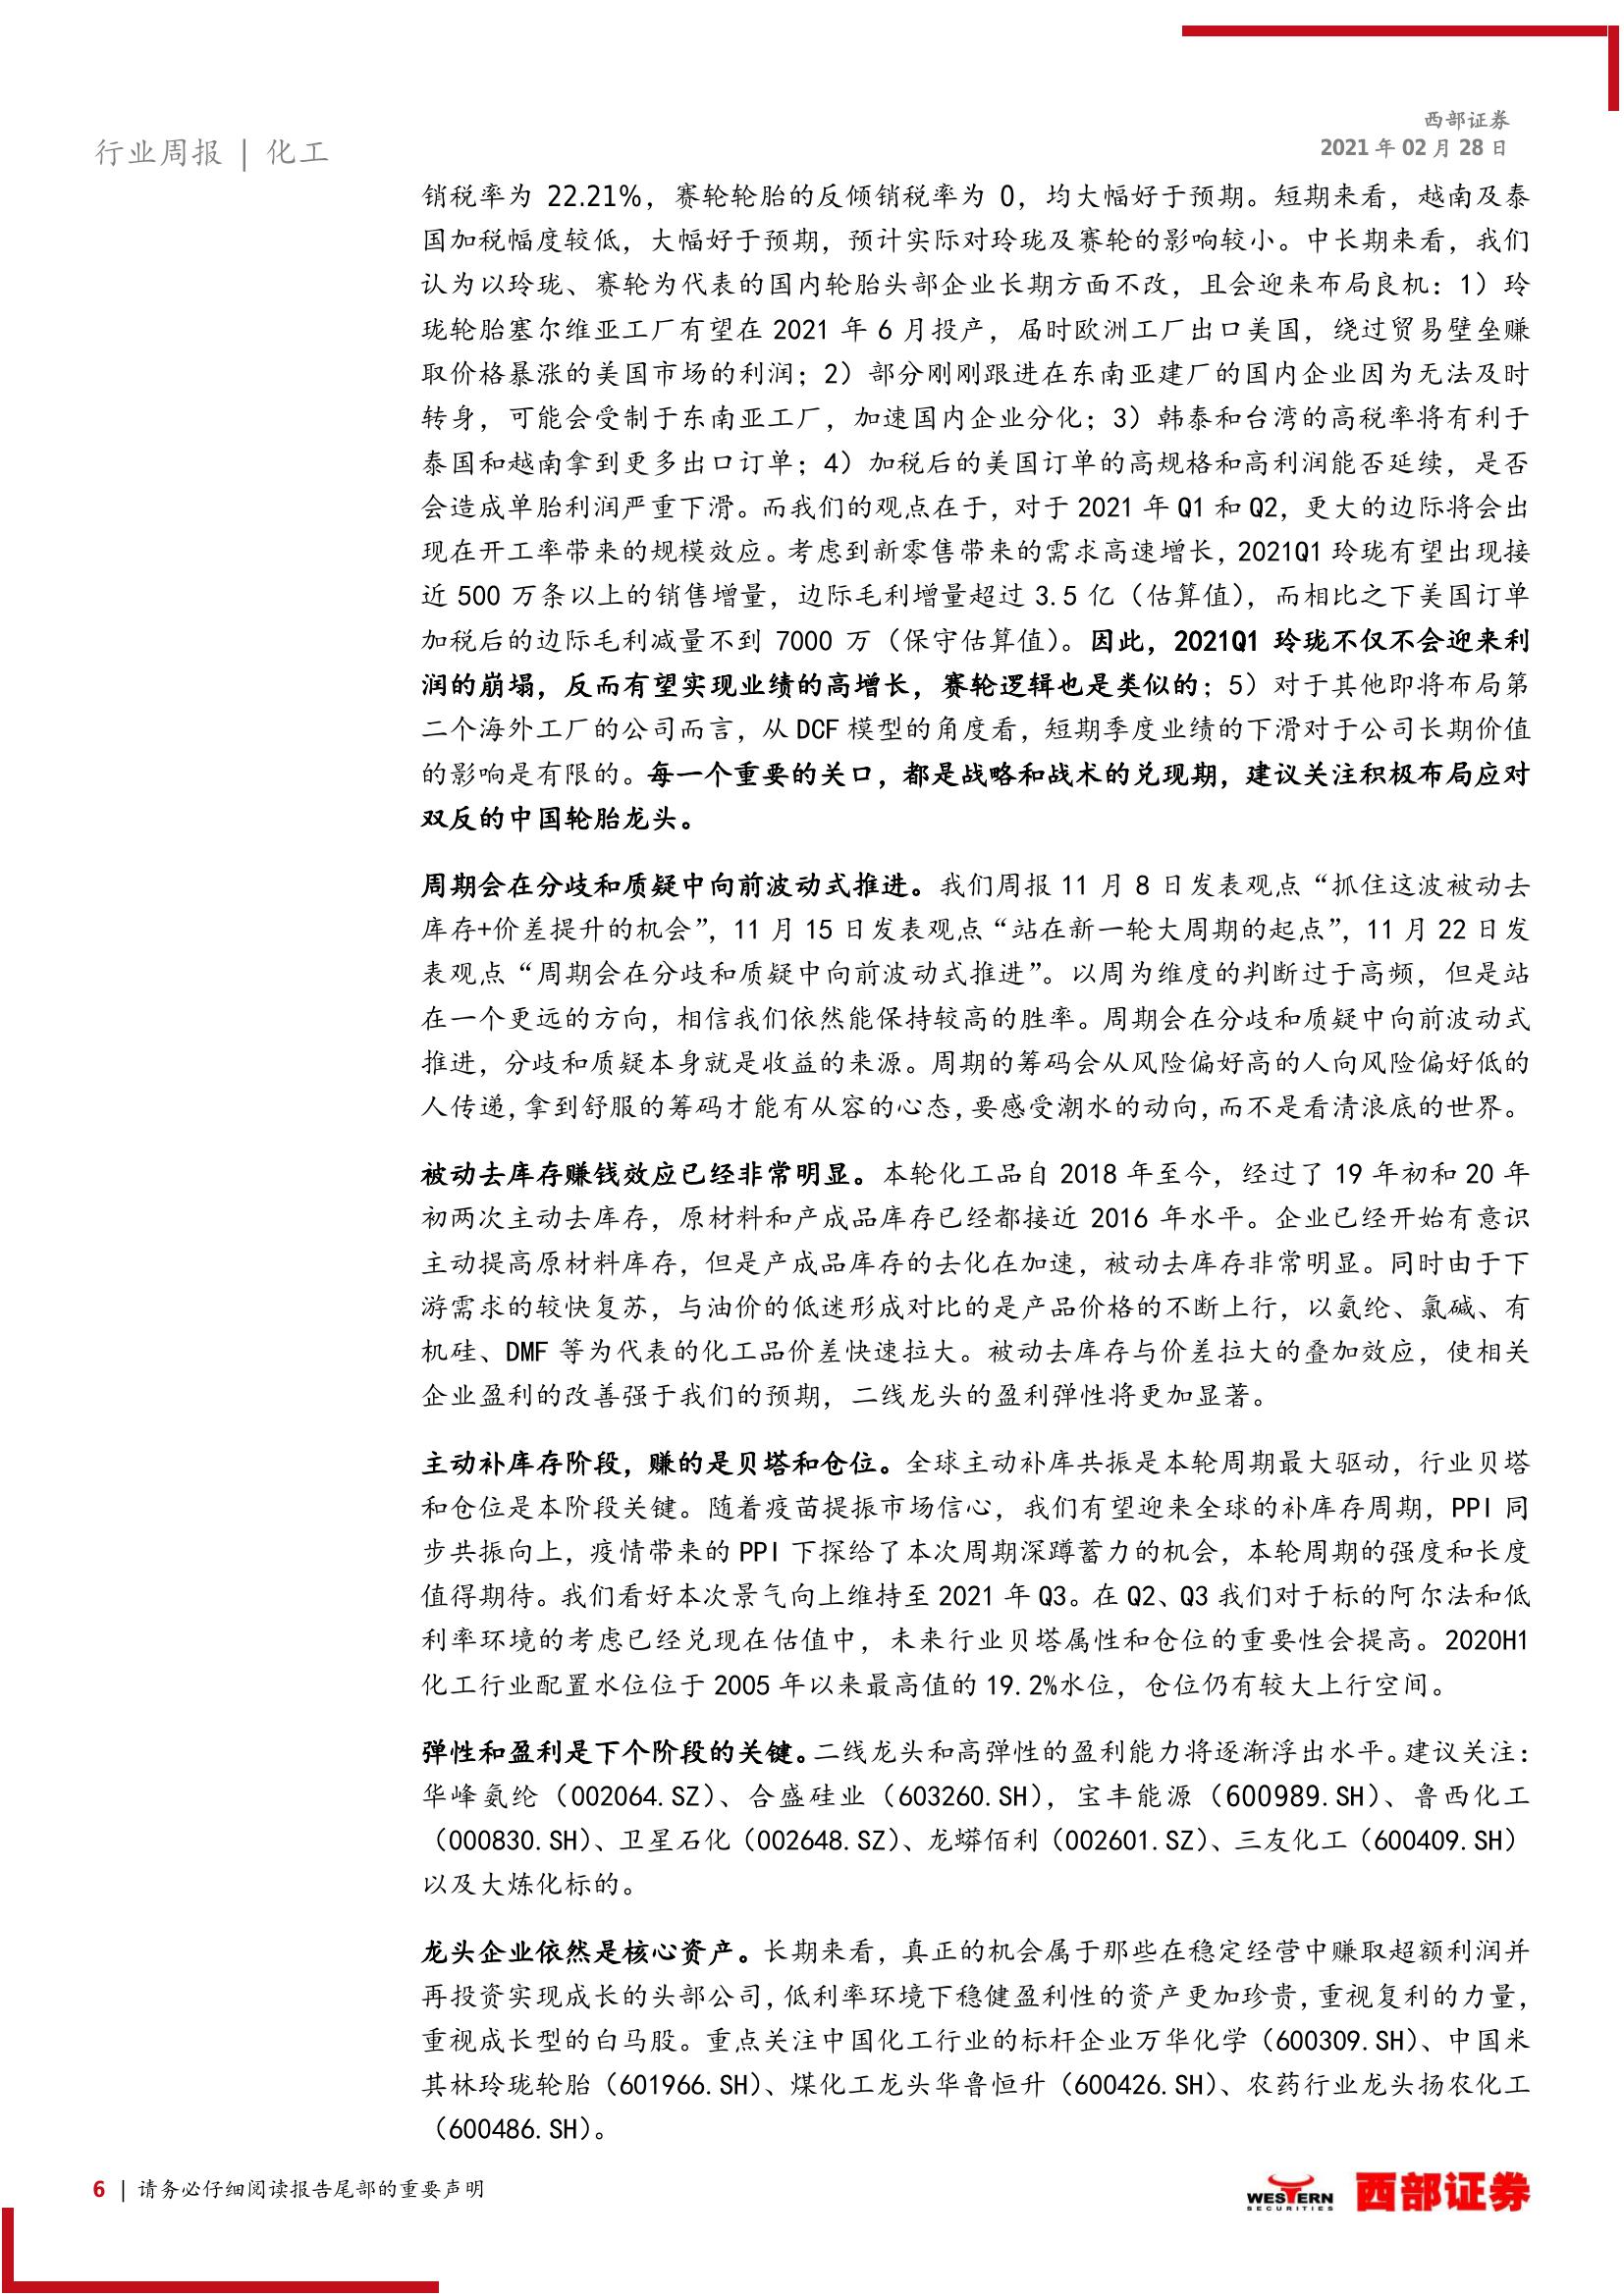 西部证券
2021 年 02 月 28 日
行业周报 | 化工
销税率为 22.21%，赛轮轮胎的反倾销税率为 0，均大幅好于预期。短期来看，越南及泰
国加税幅度较低，大幅好于预期，预计实际对玲珑及赛轮的影响较小。中长期来看，我们
认为以玲珑、赛轮为代表的国内轮胎头部企业长期方面不改，且会迎来布局良机：1）玲
珑轮胎塞尔维亚工厂有望在 2021 年 6 月投产，届时欧洲工厂出口美国，绕过贸易壁垒赚
取价格暴涨的美国市场的利润；2）部分刚刚跟进在东南亚建厂的国内企业因为无法及时
转身，可能会受制于东南亚工厂，加速国内企业分化；3）韩泰和台湾的高税率将有利于
泰国和越南拿到更多出口订单；4）加税后的美国订单的高规格和高利润能否延续，是否
会造成单胎利润严重下滑。而我们的观点在于，对于 2021 年 Q1 和 Q2，更大的边际将会出
现在开工率带来的规模效应。考虑到新零售带来的需求高速增长，2021Q1 玲珑有望出现接
近 500 万条以上的销售增量，边际毛利增量超过 3.5 亿（估算值），而相比之下美国订单
加税后的边际毛利减量不到 7000 万（保守估算值）。因此，2021Q1 玲珑不仅不会迎来利
润的崩塌，反而有望实现业绩的高增长，赛轮逻辑也是类似的；5）对于其他即将布局第
二个海外工厂的公司而言，从 DCF 模型的角度看，短期季度业绩的下滑对于公司长期价值
的影响是有限的。每一个重要的关口，都是战略和战术的兑现期，建议关注积极布局应对
双反的中国轮胎龙头。
周期会在分歧和质疑中向前波动式推进。我们周报 11 月 8 日发表观点“抓住这波被动去
库存+价差提升的机会”，11 月 15 日发表观点“站在新一轮大周期的起点”，11 月 22 日发
表观点“周期会在分歧和质疑中向前波动式推进”。以周为维度的判断过于高频，但是站
在一个更远的方向，相信我们依然能保持较高的胜率。周期会在分歧和质疑中向前波动式
推进，分歧和质疑本身就是收益的来源。周期的筹码会从风险偏好高的人向风险偏好低的
人传递，拿到舒服的筹码才能有从容的心态，要感受潮水的动向，而不是看清浪底的世界。
被动去库存赚钱效应已经非常明显。本轮化工品自 2018 年至今，经过了 19 年初和 20 年
初两次主动去库存，原材料和产成品库存已经都接近 2016 年水平。企业已经开始有意识
主动提高原材料库存，但是产成品库存的去化在加速，被动去库存非常明显。同时由于下
游需求的较快复苏，与油价的低迷形成对比的是产品价格的不断上行，以氨纶、氯碱、有
机硅、DMF 等为代表的化工品价差快速拉大。被动去库存与价差拉大的叠加效应，使相关
企业盈利的改善强于我们的预期，二线龙头的盈利弹性将更加显著。
主动补库存阶段，赚的是贝塔和仓位。全球主动补库共振是本轮周期最大驱动，行业贝塔
和仓位是本阶段关键。随着疫苗提振市场信心，我们有望迎来全球的补库存周期，PPI 同
步共振向上，疫情带来的 PPI 下探给了本次周期深蹲蓄力的机会，本轮周期的强度和长度
值得期待。我们看好本次景气向上维持至 2021 年 Q3。在 Q2、Q3 我们对于标的阿尔法和低
利率环境的考虑已经兑现在估值中，未来行业贝塔属性和仓位的重要性会提高。2020H1
化工行业配置水位位于 2005 年以来最高值的 19.2%水位，仓位仍有较大上行空间。
弹性和盈利是下个阶段的关键。二线龙头和高弹性的盈利能力将逐渐浮出水平。建议关注：
华峰氨纶（002064.SZ）、合盛硅业（603260.SH），宝丰能源（600989.SH）、鲁西化工
（000830.SH）、卫星石化（002648.SZ）、龙蟒佰利（002601.SZ）、三友化工（600409.SH）
以及大炼化标的。
龙头企业依然是核心资产。长期来看，真正的机会属于那些在稳定经营中赚取超额利润并
再投资实现成长的头部公司，低利率环境下稳健盈利性的资产更加珍贵，重视复利的力量，
重视成长型的白马股。重点关注中国化工行业的标杆企业万华化学（600309.SH）、中国米
其林玲珑轮胎（601966.SH）、煤化工龙头华鲁恒升（600426.SH）、农药行业龙头扬农化工
（600486.SH）。
6 | 请务必仔细阅读报告尾部的重要声明
WESTERN
SECURITIES
西部证券